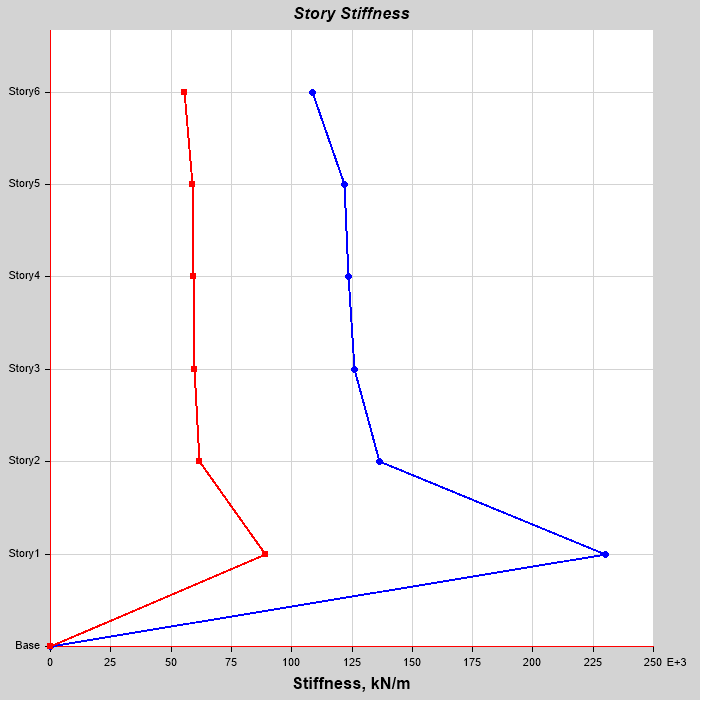 Story Stiffness
Story6
Story5
Story4
Story3
Story2
Story1
Base
0 25 50 75 100 125 150 175 200 225 250 E+3
Stiffness, kN/m